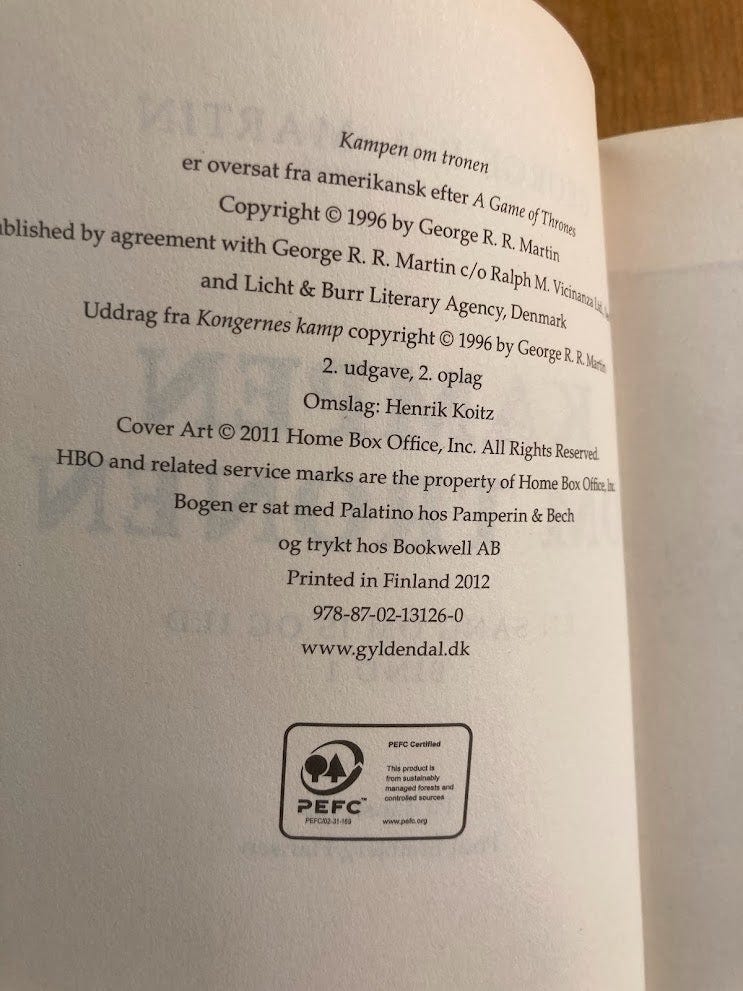 Kampen om tronen
er oversat fra amerikansk efter A Game of Thrones
Copyright © 1996 by George R. R. Martin
ublished by agreement with George R. R. Martin c/o Ralph M. Vicinanza Ltd.,
and Licht & Burr Literary Agency, Denmark
Uddrag fra Kongernes kamp copyright © 1996 by George R. R. Martin
2. udgave, 2. oplag
Omslag: Henrik Koitz
Cover Art © 2011 Home Box Office, Inc. All Rights Reserved.
HBO and related service marks are the property of Home Box Office, Inc.
Bogen er sat med Palatino hos Pamperin & Bech
og trykt hos Bookwell AB
Printed in Finland 2012
978-87-02-13126-0
www.gyldendal.dk
PEFC Certified
This product is
from sustainably
managed forests and
controlled sources
www.pefc.org
PEFC™
PEFC/02-31-169